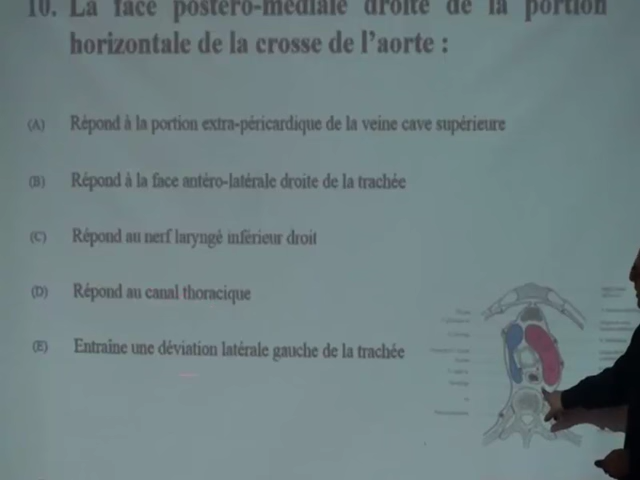 10. La face postéro-médiale droite de la portion
horizontale de la crosse de l'aorte :
(A) Répond à la portion extra-péricardique de la veine cave supérieure
(B) Répond à la face antéro-latérale droite de la trachée
(C) Répond au nerf laryngé inférieur droit
(D) Répond au canal thoracique
(E) Entraîne une déviation latérale gauche de la trachée